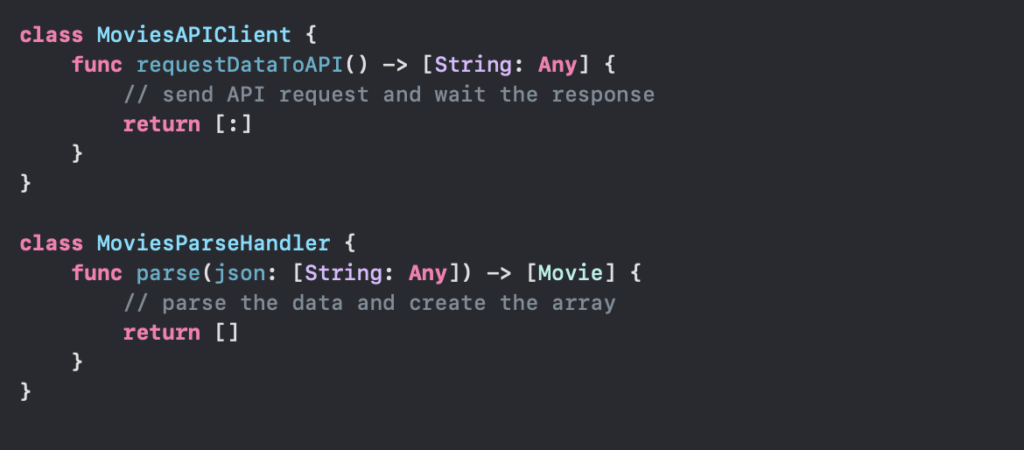 class MoviesAPIClient {
    func requestDataToAPI() -> [String: Any] {
        // send API request and wait the response
        return [:]
    }
}

class MoviesParseHandler {
    func parse(json: [String: Any]) -> [Movie] {
        // parse the data and create the array
        return []
    }
}